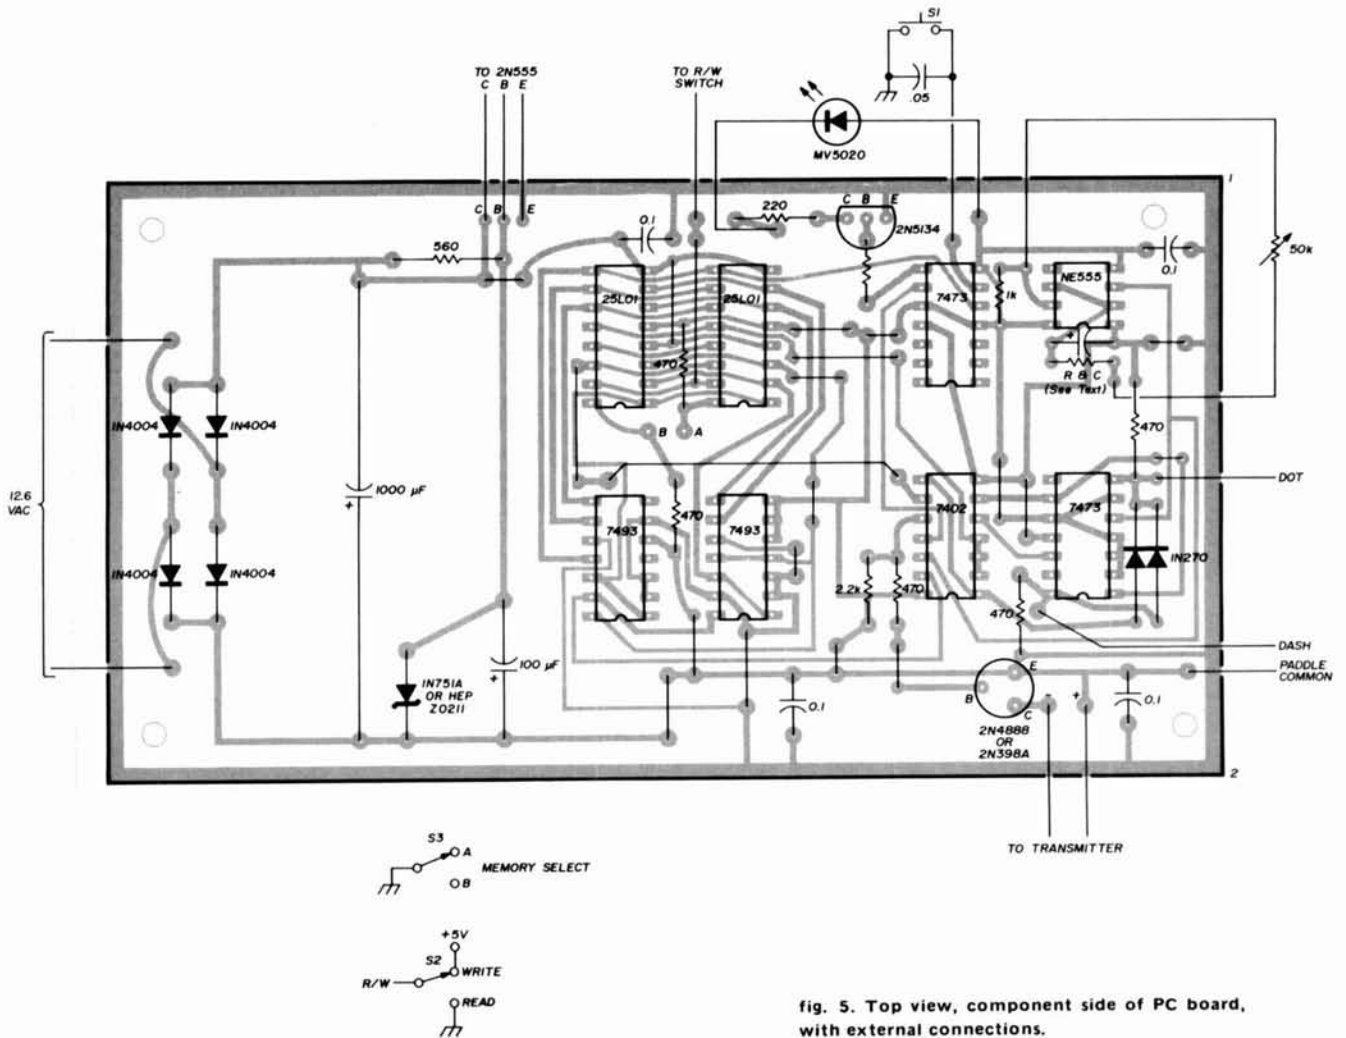 S1
TO 2N555
C B E
TO R/W
SWITCH
.05
MV5020
1
C B E
0.1
220
C B E
2N5134
560
50k
0.1
25L01
25L01
7473
1k
NE555
+
470
R & C
(See Text)
1N4004
1N4004
B A
470
12.6
VAC
1000 µF
+
DOT
7493
470
7493
7402
7473
1N270
1N4004
1N4004
2.2k
470
470
DASH
100 µF
+
1N751A
OR HEP
Z0211
0.1
E
B
C
- +
0.1
PADDLE
COMMON
2N4888
OR
2N398A
2
TO TRANSMITTER
S3
A
MEMORY SELECT
B
+5V
S2
WRITE
R/W
READ
fig. 5. Top view, component side of PC board,
with external connections.